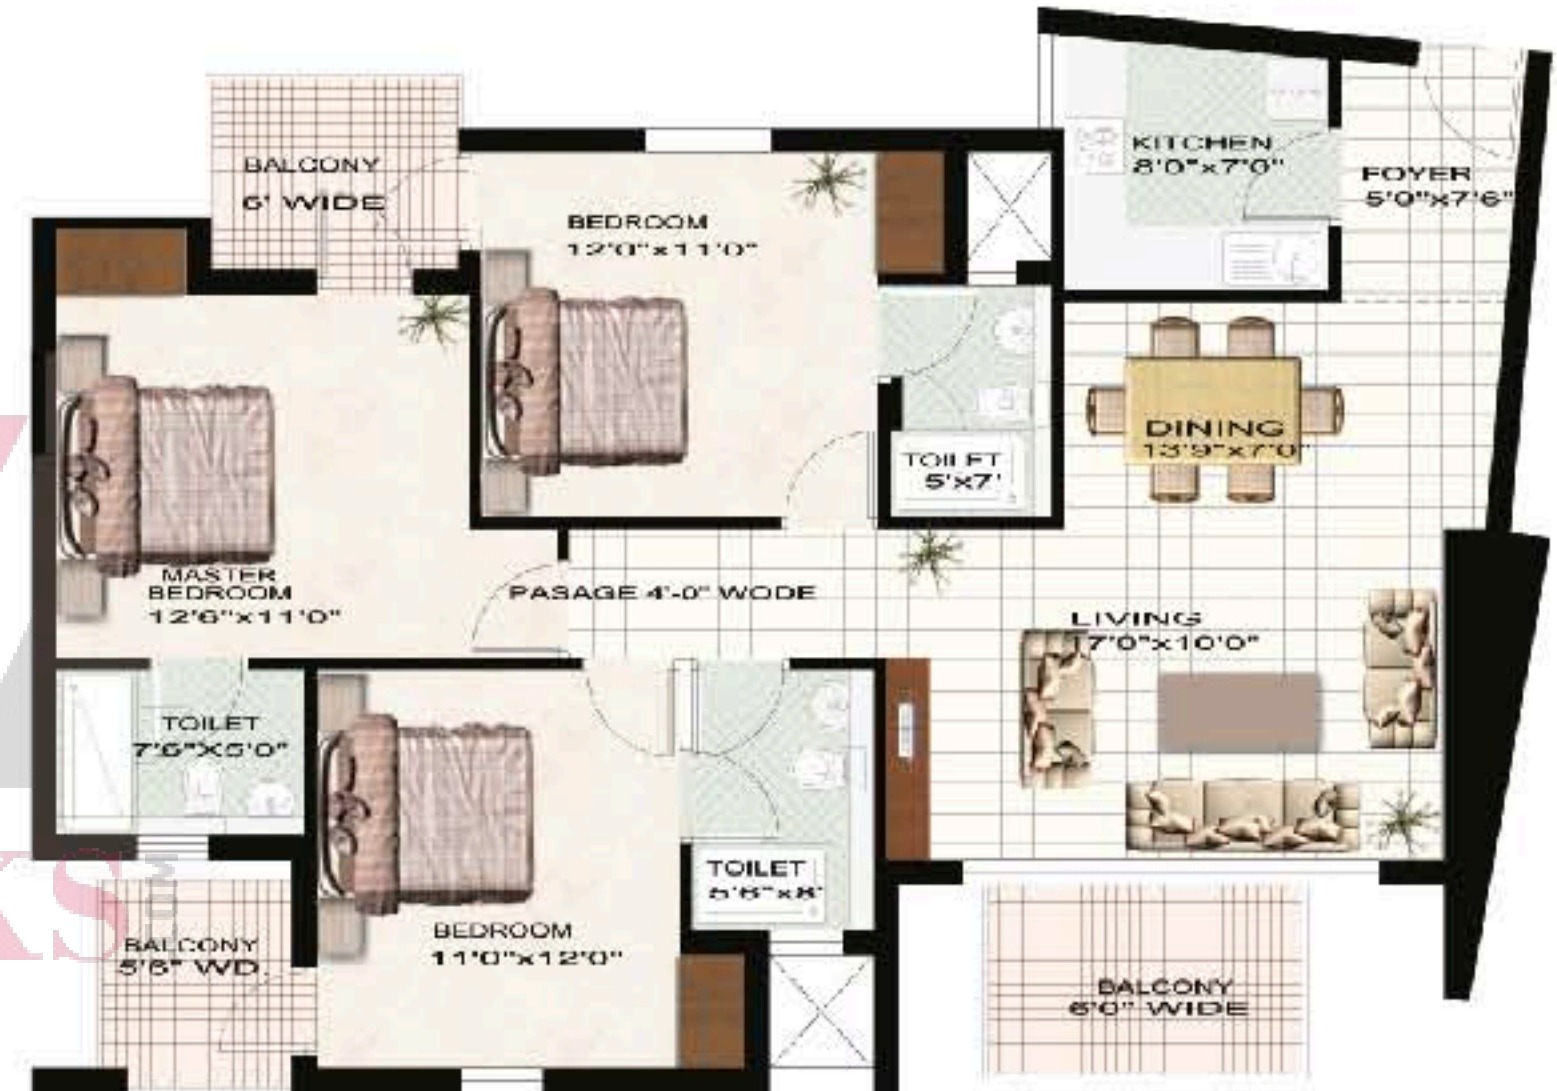 BALCONY
6' WIDE
BEDROOM
12'0"x11'0"
KITCHEN
8'0"x7'0"
FOYER
5'0"x7'6"
DINING
13'9"x7'0"
TOILET
5'x7'
MASTER
BEDROOM
12'6"x11'0"
PASAGE 4'-0" WODE
LIVING
17'0"x10'0"
TOILET
7'6"X5'0"
TOILET
5'6"x8'
BALCONY
5'6" WD.
BEDROOM
11'0"x12'0"
BALCONY
6'0" WIDE
KS
.COM